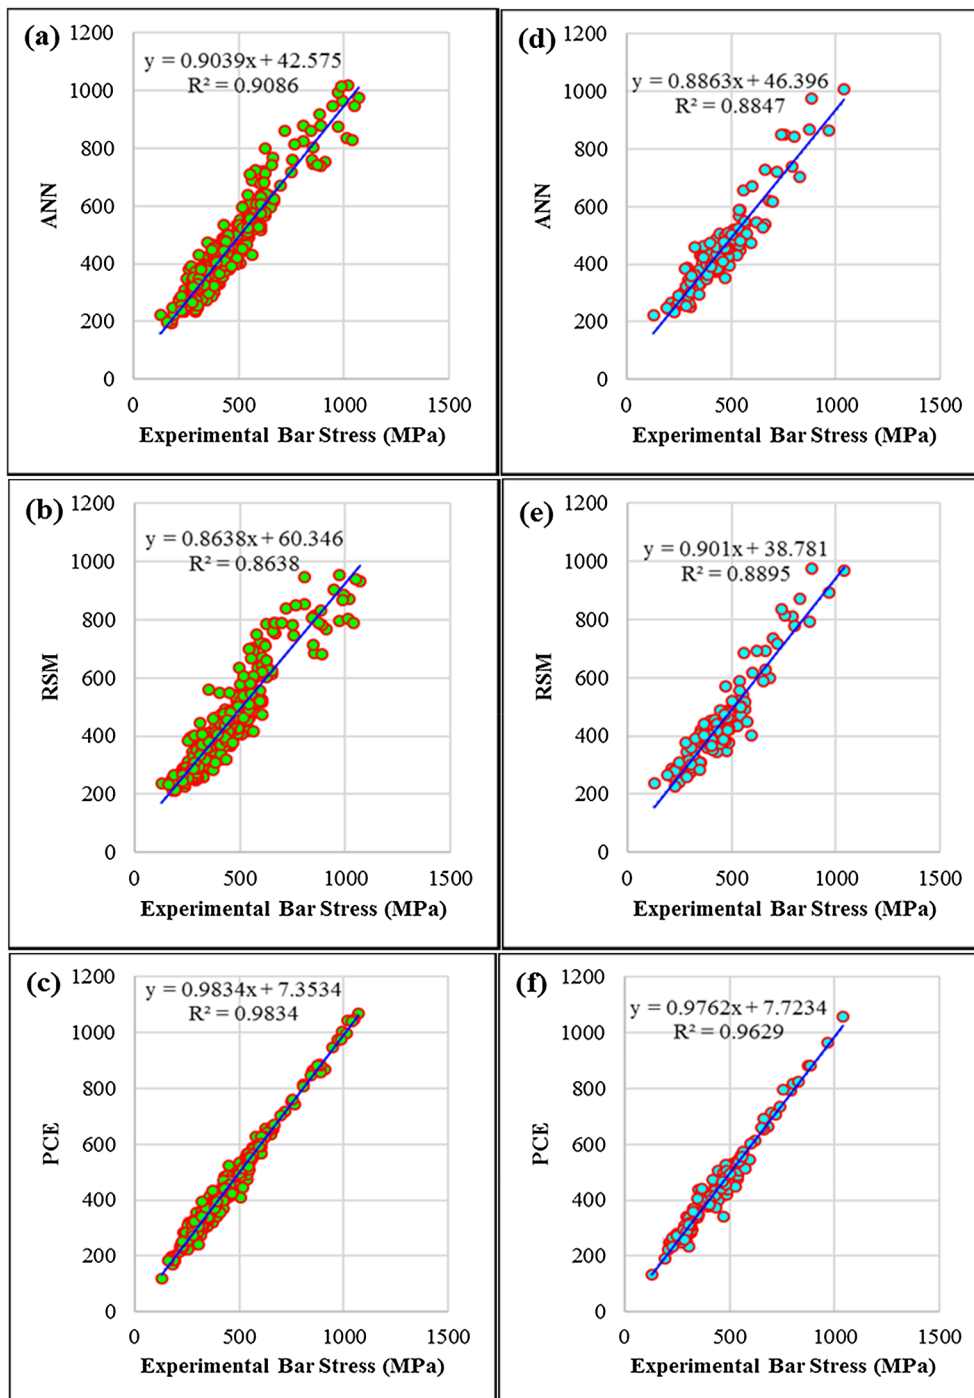 (a)
y = 0.9039x + 42.575
R² = 0.9086
1200
1000
800
600
400
200
0
ANN
0 500 1000 1500
Experimental Bar Stress (MPa)
(d)
y = 0.8863x + 46.396
R² = 0.8847
1200
1000
800
600
400
200
0
ANN
0 500 1000 1500
Experimental Bar Stress (MPa)
(b)
y = 0.8638x + 60.346
R² = 0.8638
1200
1000
800
600
400
200
0
RSM
0 500 1000 1500
Experimental Bar Stress (MPa)
(e)
y = 0.901x + 38.781
R² = 0.8895
1200
1000
800
600
400
200
0
RSM
0 500 1000 1500
Experimental Bar Stress (MPa)
(c)
y = 0.9834x + 7.3534
R² = 0.9834
1200
1000
800
600
400
200
0
PCE
0 500 1000 1500
Experimental Bar Stress (MPa)
(f)
y = 0.9762x + 7.7234
R² = 0.9629
1200
1000
800
600
400
200
0
PCE
0 500 1000 1500
Experimental Bar Stress (MPa)